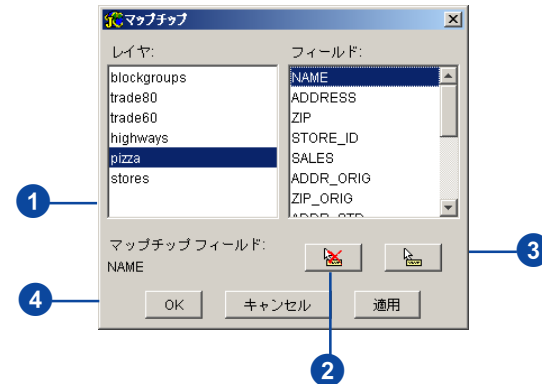 マップチップ
レイヤ:
フィールド:
blockgroups
trade80
trade60
highways
pizza
stores
NAME
ADDRESS
ZIP
STORE_ID
SALES
ADDR_ORIG
ZIP_ORIG
ADDR_STD
マップチップ フィールド:
NAME
OK
キャンセル
適用
1
2
3
4